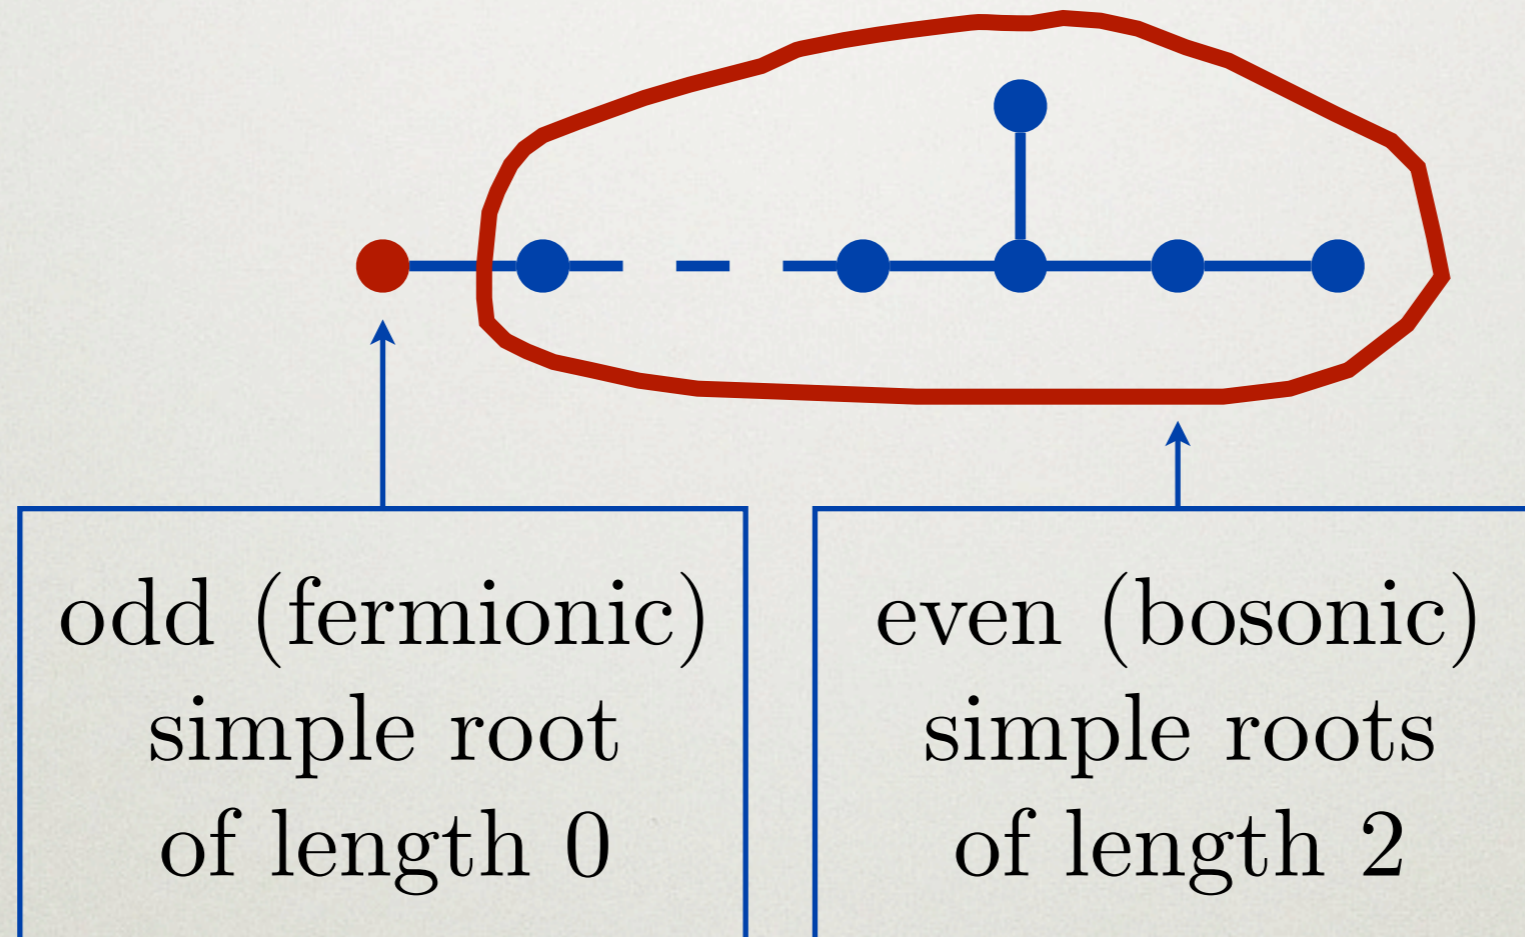 odd (fermionic)
simple root
of length 0
even (bosonic)
simple roots
of length 2